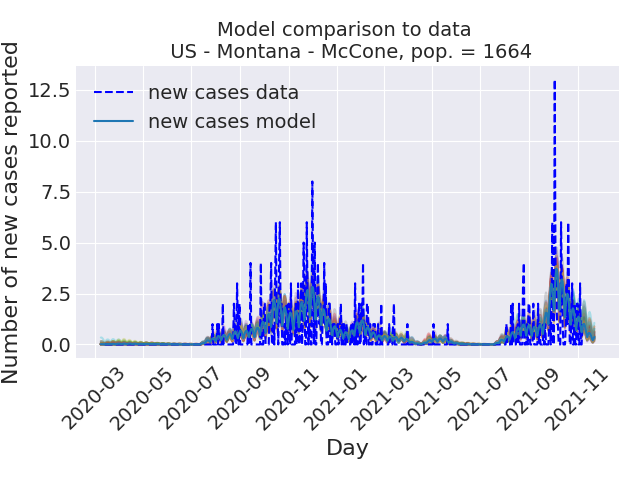 Model comparison to data
US - Montana - McCone, pop. = 1664
Number of new cases reported
12.5
10.0
7.5
5.0
2.5
0.0
new cases data
new cases model
2020-03
2020-05
2020-07
2020-09
2020-11
2021-01
2021-03
2021-05
2021-07
2021-09
2021-11
Day